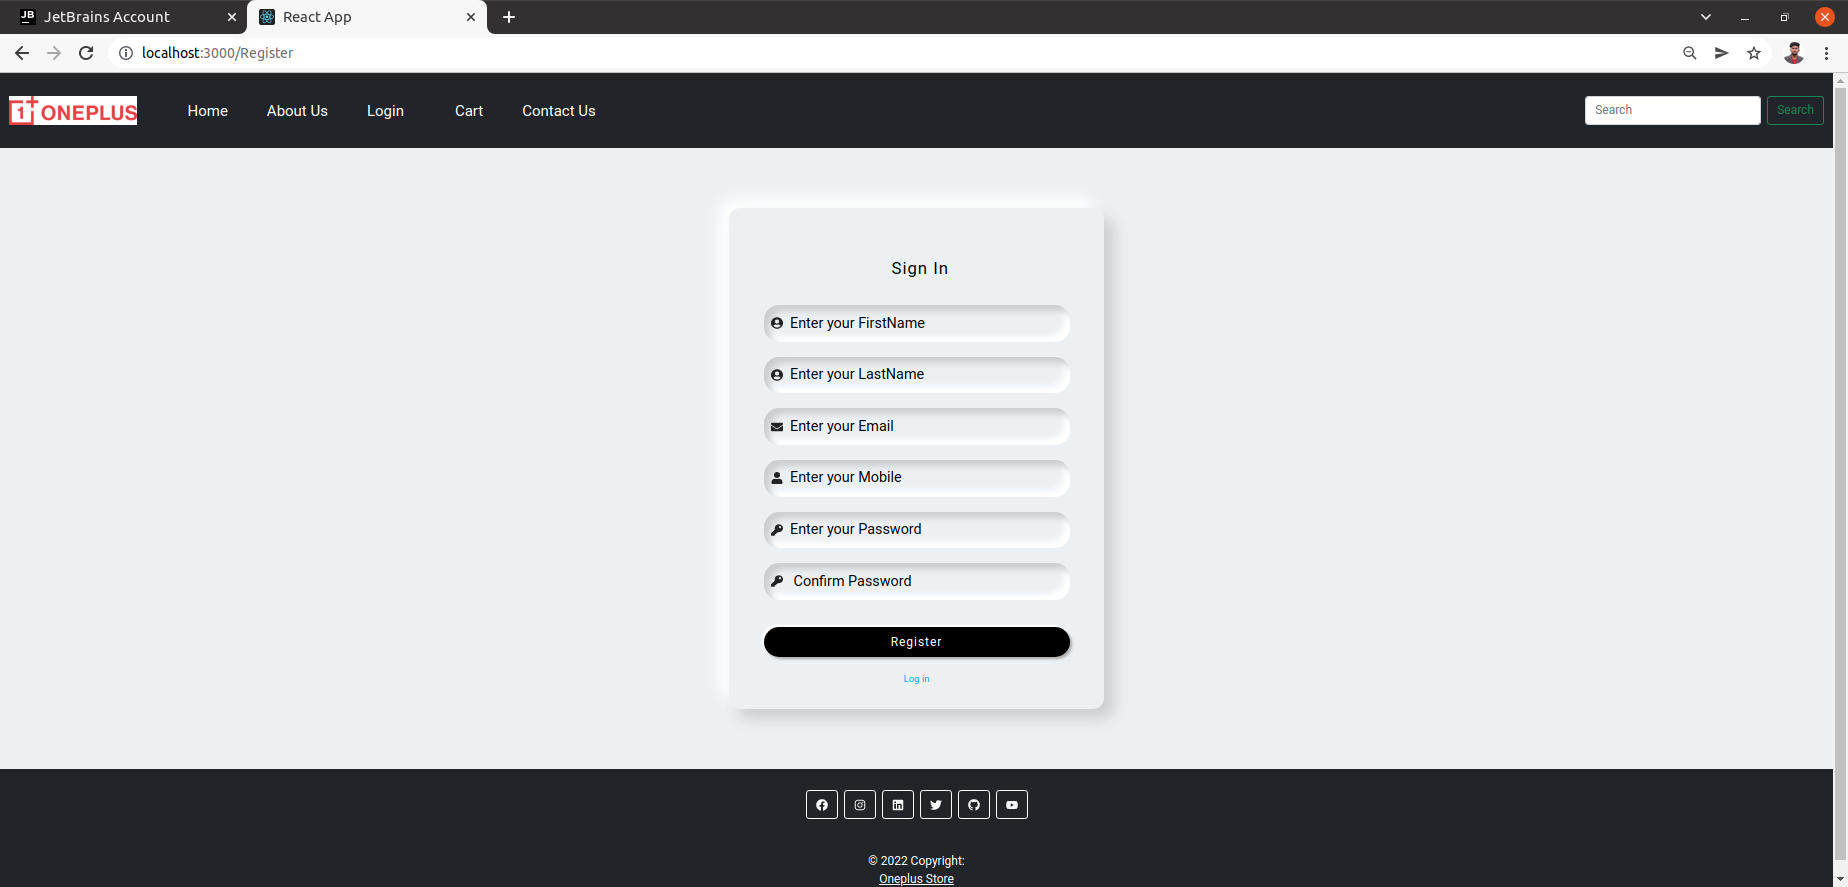 JB JetBrains Account
React App
localhost:3000/Register
1 ONEPLUS
Home
About Us
Login
Cart
Contact Us
Search
Search
Sign In
Enter your FirstName
Enter your LastName
Enter your Email
Enter your Mobile
Enter your Password
Confirm Password
Register
Log in
© 2022 Copyright:
Oneplus Store